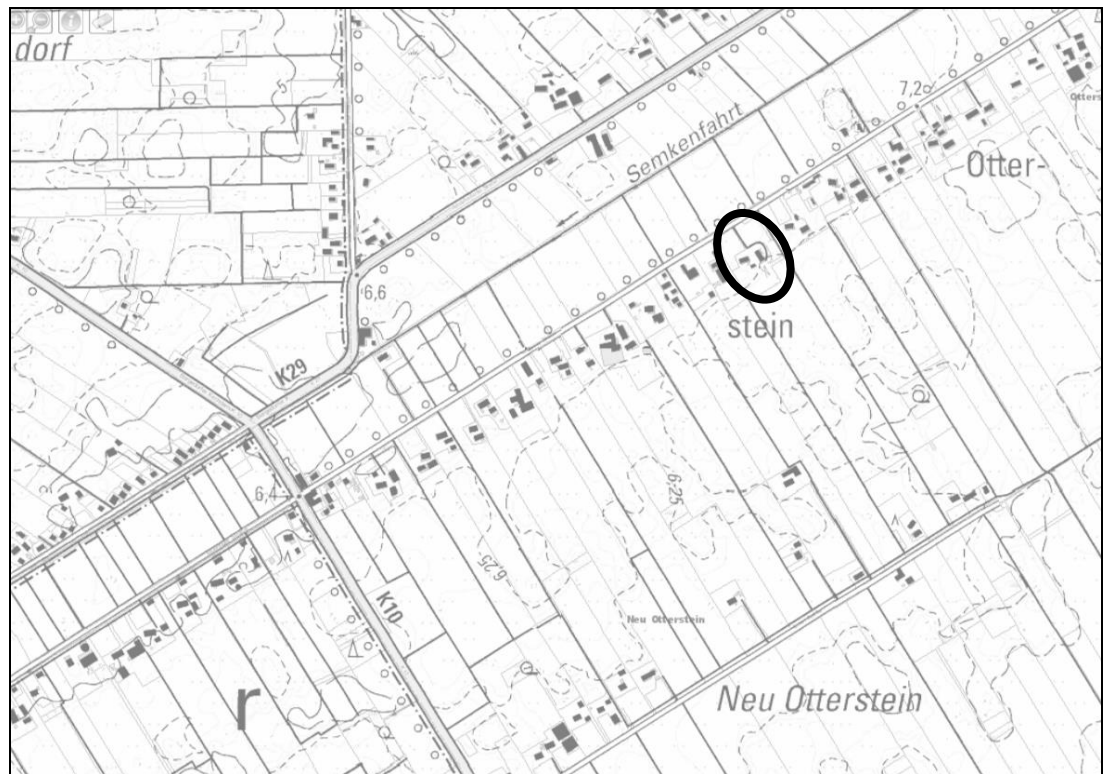 dorf
7,2
Otters
Otter-
Semkenfahrt
6,6
stein
K29
6,4
6,25
6,25
K10
Neu Otterstein
Neu Otterstein
r